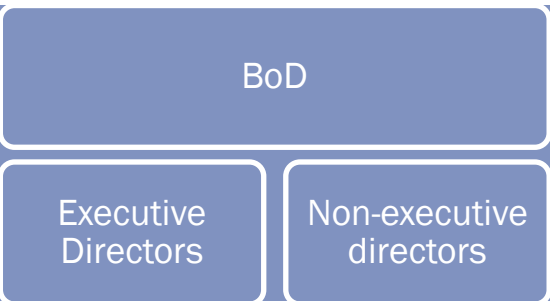 BoD
Executive
Directors
Non-executive
directors